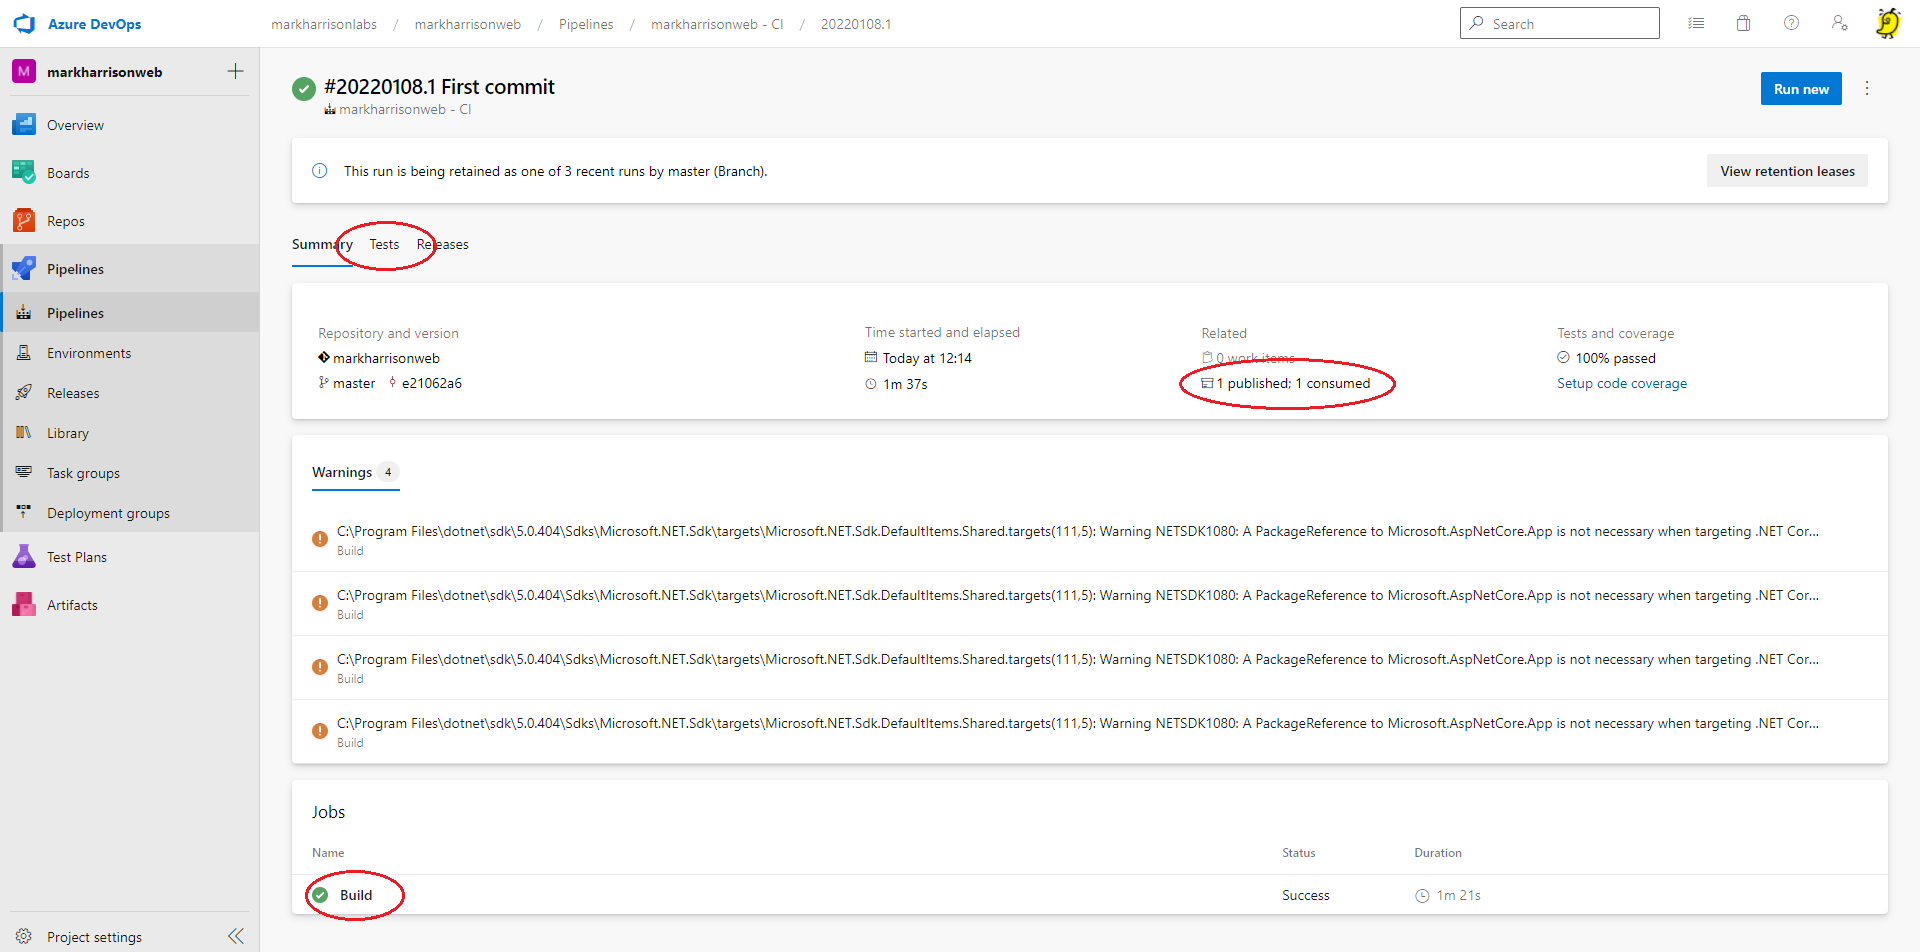 Azure DevOps
markharrisonlabs / markharrisonweb / Pipelines / markharrisonweb - CI / 20220108.1
Search
M markharrisonweb
Overview
Boards
Repos
Pipelines
Pipelines
Environments
Releases
Library
Task groups
Deployment groups
Test Plans
Artifacts
Project settings
#20220108.1 First commit
markharrisonweb - CI
Run new
This run is being retained as one of 3 recent runs by master (Branch).
View retention leases
Summary Tests Releases
Repository and version
markharrisonweb
master e21062a6
Time started and elapsed
Today at 12:14
1m 37s
Related
0 work items
1 published; 1 consumed
Tests and coverage
100% passed
Setup code coverage
Warnings 4
C:\Program Files\dotnet\sdk\5.0.404\Sdks\Microsoft.NET.Sdk\targets\Microsoft.NET.Sdk.DefaultItems.Shared.targets(111,5): Warning NETSDK1080: A PackageReference to Microsoft.AspNetCore.App is not necessary when targeting .NET Cor...
Build
C:\Program Files\dotnet\sdk\5.0.404\Sdks\Microsoft.NET.Sdk\targets\Microsoft.NET.Sdk.DefaultItems.Shared.targets(111,5): Warning NETSDK1080: A PackageReference to Microsoft.AspNetCore.App is not necessary when targeting .NET Cor...
Build
C:\Program Files\dotnet\sdk\5.0.404\Sdks\Microsoft.NET.Sdk\targets\Microsoft.NET.Sdk.DefaultItems.Shared.targets(111,5): Warning NETSDK1080: A PackageReference to Microsoft.AspNetCore.App is not necessary when targeting .NET Cor...
Build
C:\Program Files\dotnet\sdk\5.0.404\Sdks\Microsoft.NET.Sdk\targets\Microsoft.NET.Sdk.DefaultItems.Shared.targets(111,5): Warning NETSDK1080: A PackageReference to Microsoft.AspNetCore.App is not necessary when targeting .NET Cor...
Build
Jobs
Name Status Duration
Build Success 1m 21s